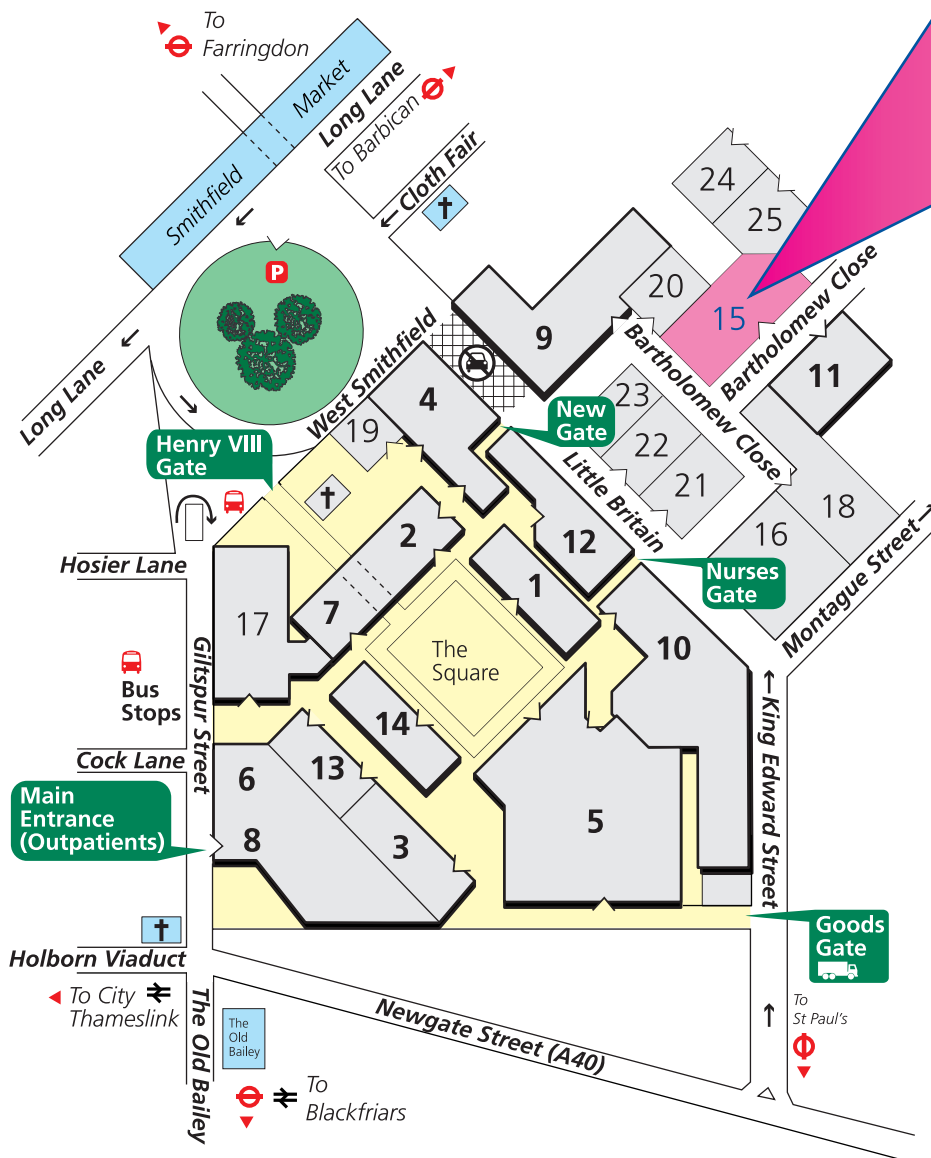 To
Farringdon
Smithfield
Market
Long Lane
To Barbican
Cloth Fair
P
24
25
20
15
Bartholomew Close
9
11
West Smithfield
Long Lane
4
19
New
Gate
Henry VIII
Gate
23
22
21
Bartholomew Close
Little Britain
18
16
Montague Street
Hosier Lane
2
12
Nurses
Gate
1
17
7
The
Square
10
Giltspur Street
Bus
Stops
14
Cock Lane
6
13
Main
Entrance
(Outpatients)
8
3
5
King Edward Street
Goods
Gate
Holborn Viaduct
To City
Thameslink
The Old Bailey
The
Old
Bailey
Newgate Street (A40)
To
St Paul's
To
Blackfriars